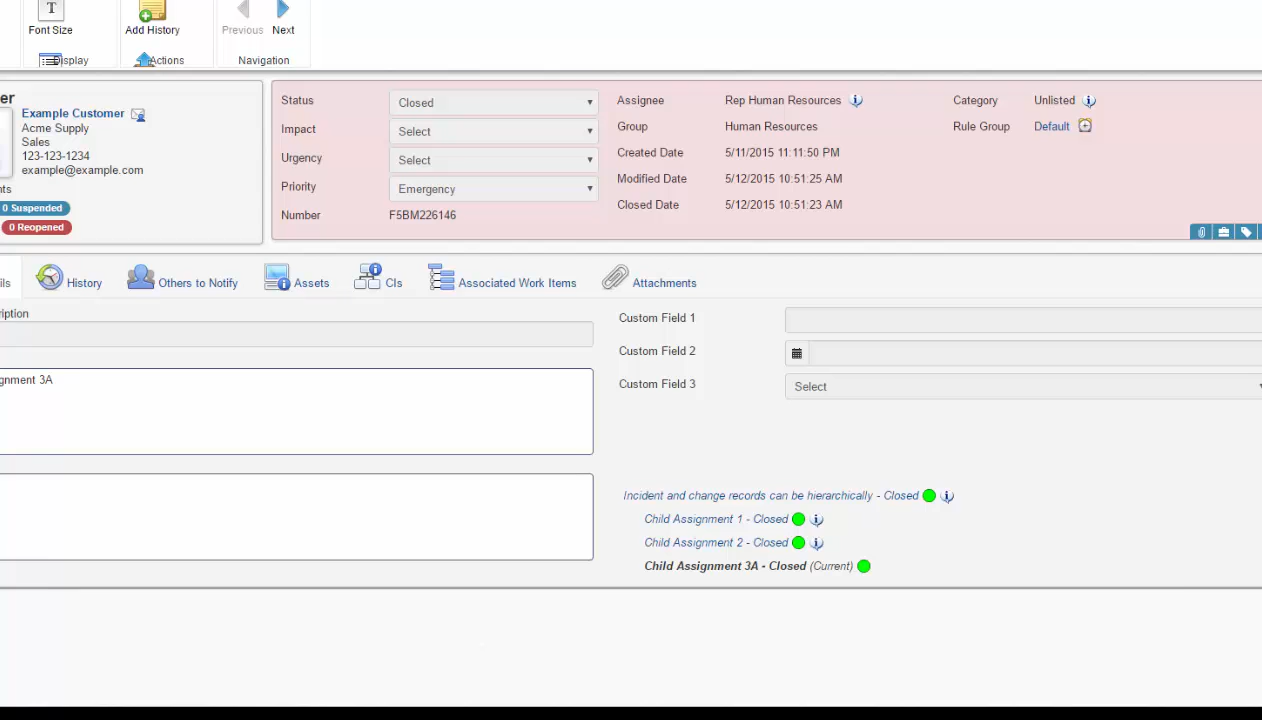 T
Font Size
Add History
Previous
Next
Display
Actions
Navigation
er
Example Customer
Acme Supply
Sales
123-123-1234
example@example.com
nts
0 Suspended
0 Reopened
Status
Closed
Impact
Select
Urgency
Select
Priority
Emergency
Number
F5BM226146
Assignee
Rep Human Resources
Group
Human Resources
Created Date
5/11/2015 11:11:50 PM
Modified Date
5/12/2015 10:51:25 AM
Closed Date
5/12/2015 10:51:23 AM
Category
Unlisted
Rule Group
Default
ils
History
Others to Notify
Assets
CIs
Associated Work Items
Attachments
ription
gnment 3A
Custom Field 1
Custom Field 2
Custom Field 3
Select
Incident and change records can be hierarchically - Closed
Child Assignment 1 - Closed
Child Assignment 2 - Closed
Child Assignment 3A - Closed (Current)